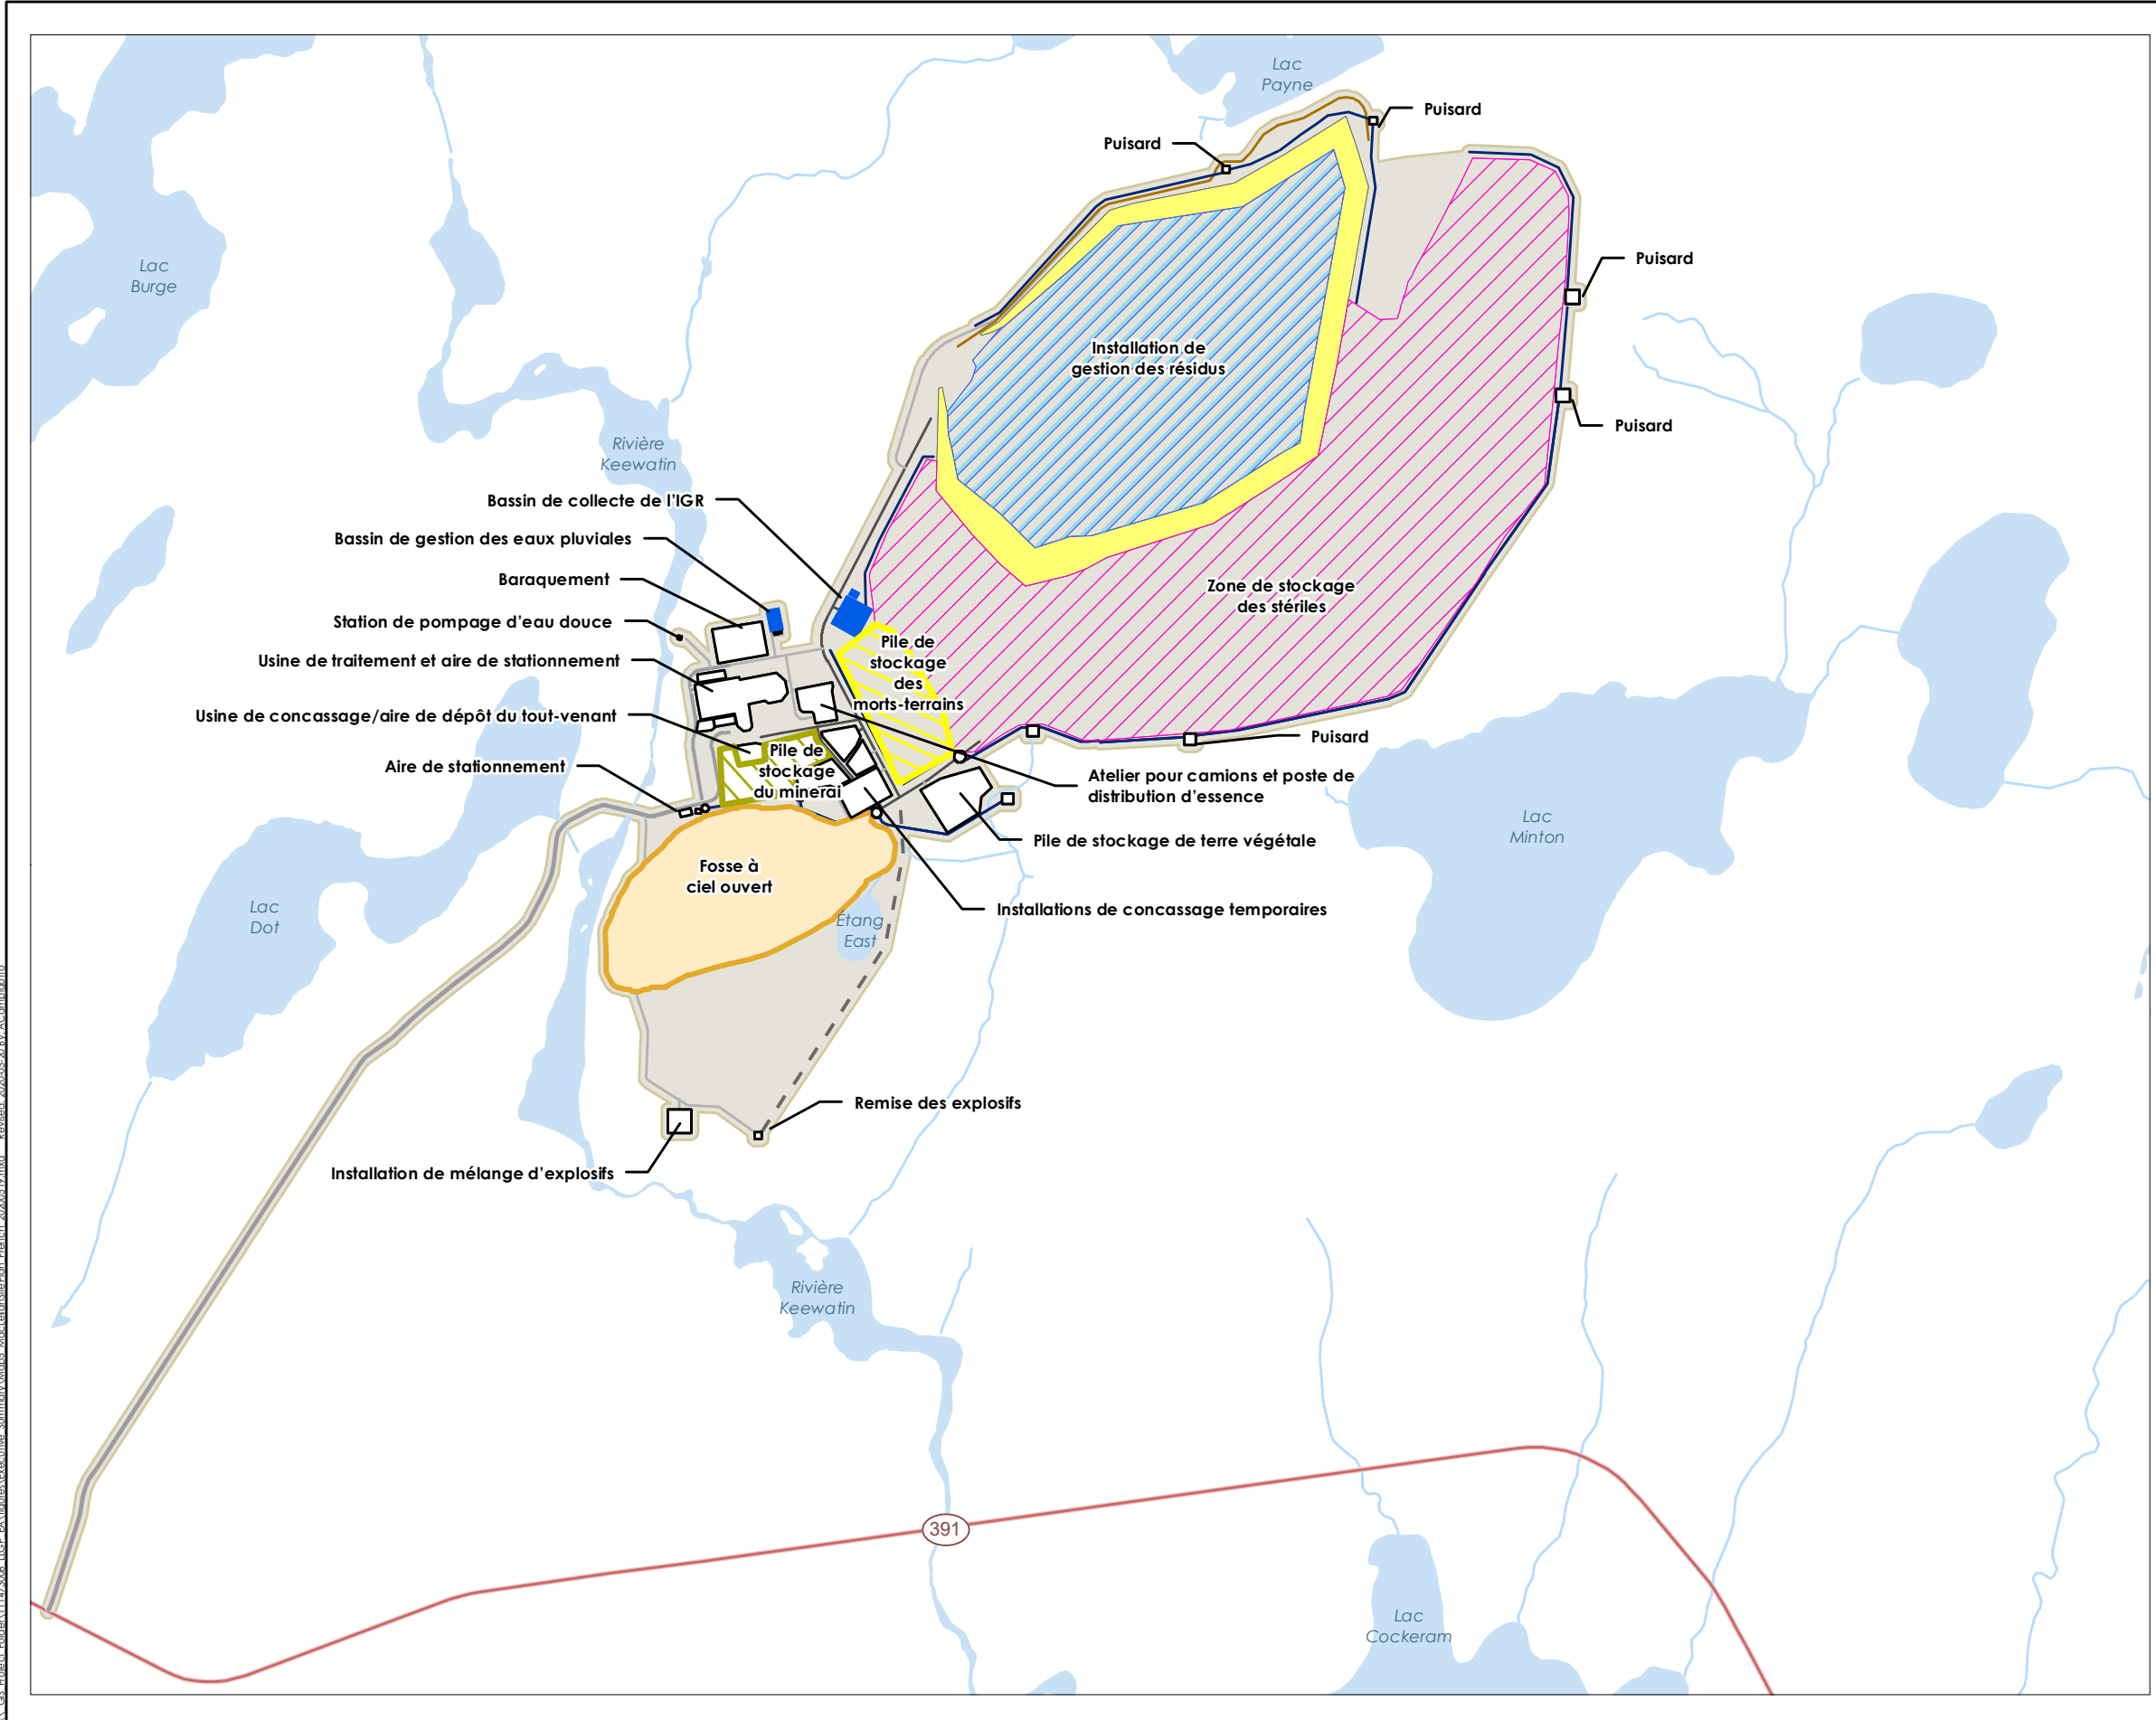 Lac
Payne
Puisard
Puisard
Lac
Burge
Puisard
Installation de
gestion des résidus
Puisard
Rivière
Keewatin
Bassin de collecte de l'IGR
Bassin de gestion des eaux pluviales
Baraquement
Zone de stockage
des stériles
Station de pompage d'eau douce
Pile de
stockage
des
morts-terrains
Usine de traitement et aire de stationnement
Usine de concassage/aire de dépôt du tout-venant
Puisard
Pile de
stockage
du minerai
Aire de stationnement
Atelier pour camions et poste de
distribution d'essence
Lac
Minton
Pile de stockage de terre végétale
Fosse à
ciel ouvert
Lac
Dot
Installations de concassage temporaires
Etang
East
Remise des explosifs
Installation de mélange d'explosifs
Rivière
Keewatin
391
Lac
Cockeram